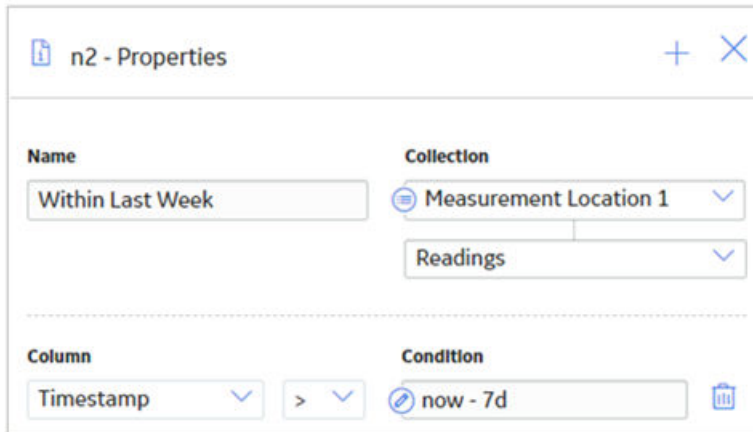 n2 - Properties
Name
Collection
Within Last Week
Measurement Location 1
Readings
Column
Condition
Timestamp
>
now - 7d